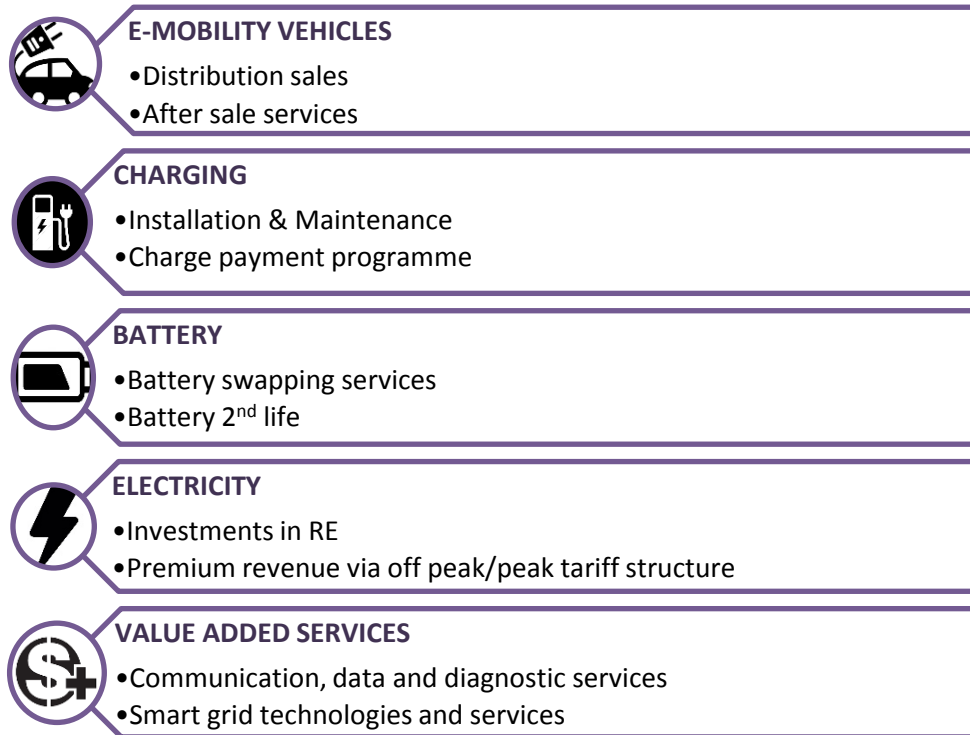 E-MOBILITY VEHICLES
•Distribution sales
•After sale services
CHARGING
•Installation & Maintenance
•Charge payment programme
BATTERY
•Battery swapping services
•Battery 2nd life
ELECTRICITY
•Investments in RE
•Premium revenue via off peak/peak tariff structure
VALUE ADDED SERVICES
•Communication, data and diagnostic services
•Smart grid technologies and services